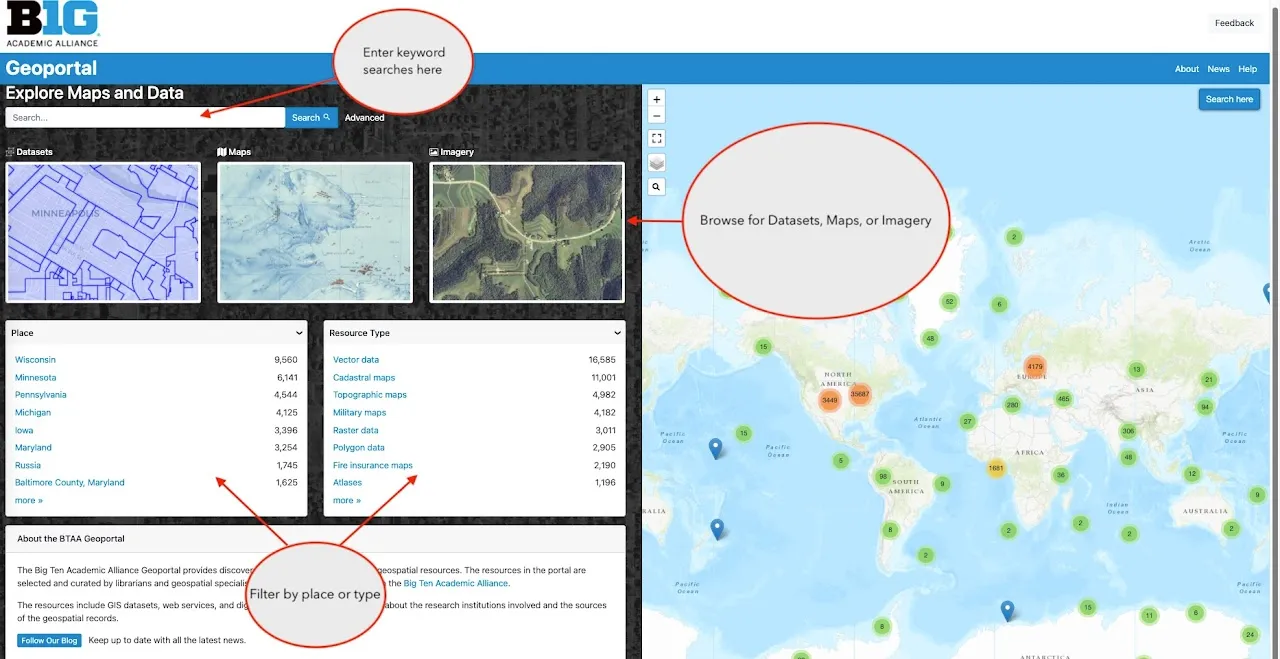 B1G
ACADEMIC ALLIANCE
Feedback
Enter keyword
searches here
Geoportal
About News Help
Explore Maps and Data
Search...
Search
Advanced
Search here
+
−
Datasets
Maps
Imagery
MINNEAPOLIS
Browse for Datasets, Maps, or Imagery
Place
Wisconsin 9,560
Minnesota 6,141
Pennsylvania 4,544
Michigan 4,125
Iowa 3,396
Maryland 3,254
Russia 1,745
Baltimore County, Maryland 1,625
more »
Resource Type
Vector data 16,585
Cadastral maps 11,001
Topographic maps 4,982
Military maps 4,182
Raster data 3,011
Polygon data 2,905
Fire insurance maps 2,190
Atlases 1,196
more »
Filter by place or type
About the BTAA Geoportal
The Big Ten Academic Alliance Geoportal provides discover geospatial resources. The resources in the portal are
selected and curated by librarians and geospatial specialis the Big Ten Academic Alliance.
The resources include GIS datasets, web services, and dig about the research institutions involved and the sources
of the geospatial records.
Follow Our Blog Keep up to date with all the latest news.
2
Arctic
Ocean
52
6
48
15
4179
EUROPE
13
ASIA
21
NORTH
AMERICA
3449
35687
280
465
94
Atlantic
Ocean
27
306
Pacific
Ocean
15
Pacific
Ocean
Pacific
Ocean
5
AFRICA
48
1681
36
12
98
SOUTH
AMERICA
9
9
Indian
Ocean
RALIA
AUSTRALIA
8
2
2
2
2
2
Pacific
Ocean
Pacific
Ocean
15
11
6
8
24
ANTARCTICA